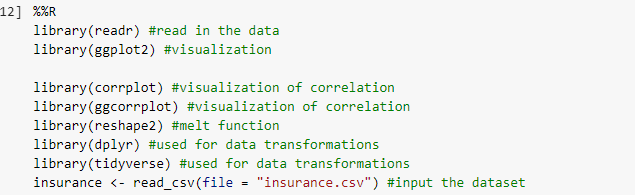 12] %%R
library(readr) #read in the data
library(ggplot2) #visualization
library(corrplot) #visualization of correlation
library(ggcorrplot) #visualization of correlation
library(reshape2) #melt function
library(dplyr) #used for data transformations
library(tidyverse) #used for data transformations
insurance <- read_csv(file = "insurance.csv") #input the dataset